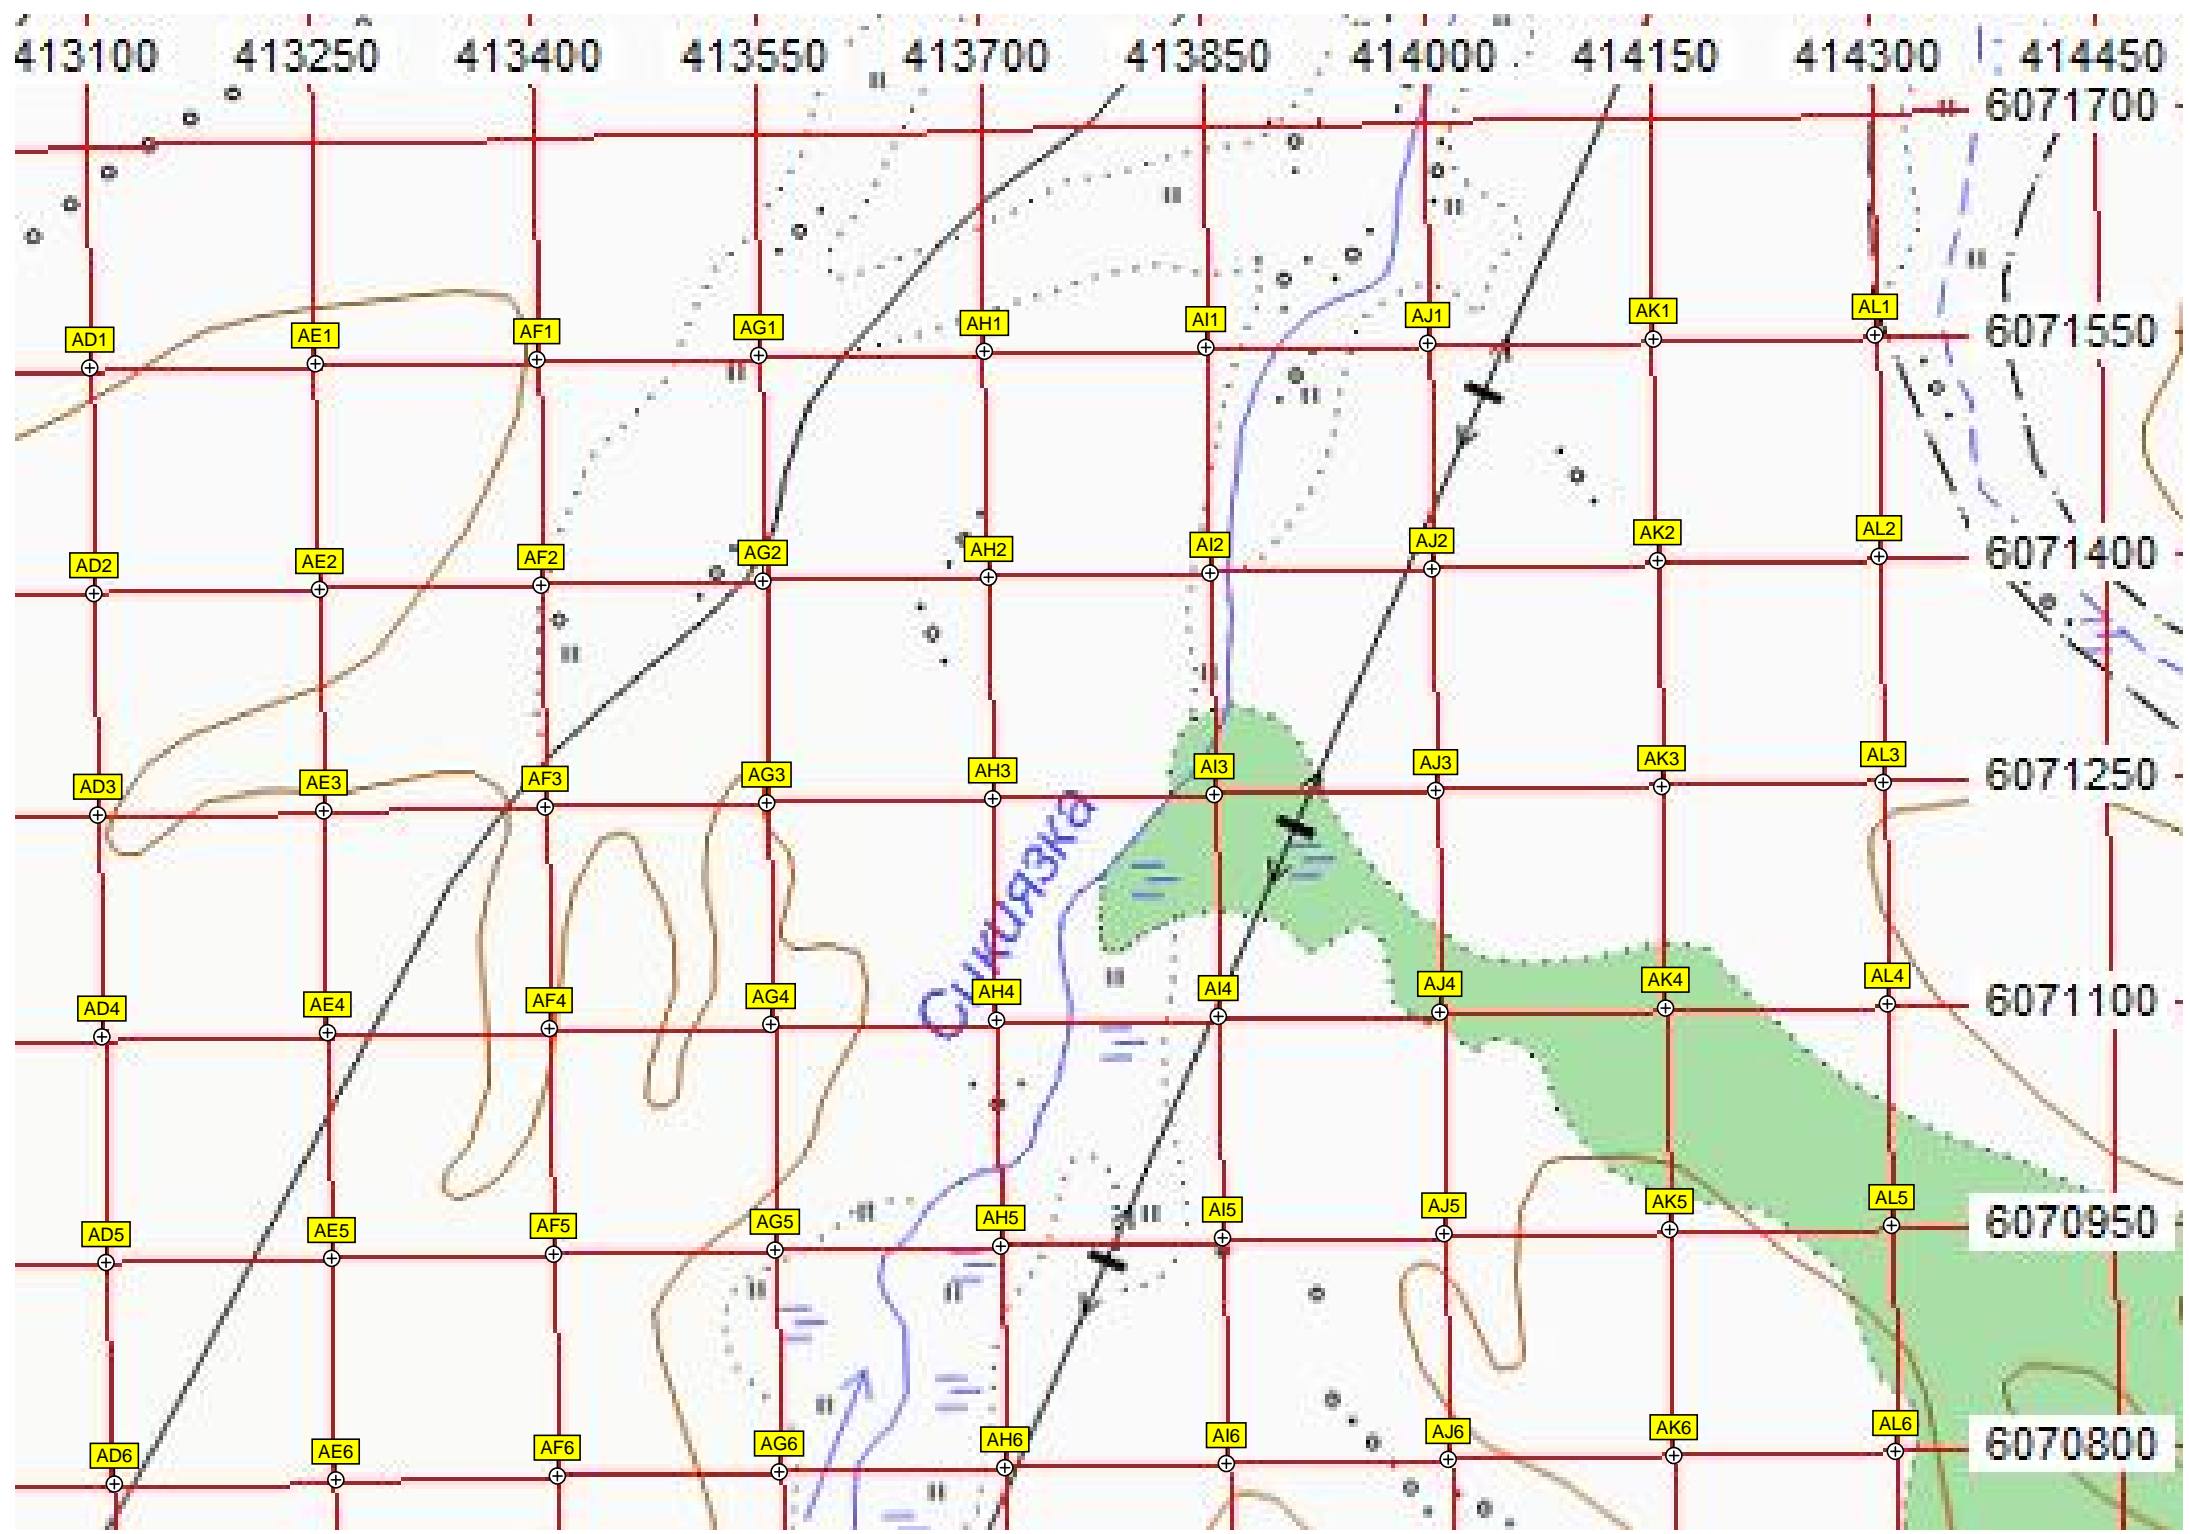 413100 413250 413400 413550 413700 413850 414000 414150 414300 414450
6071700
AD1 AE1 AF1 AG1 AH1 AI1 AJ1 AK1 AL1 6071550
AD2 AE2 AF2 AG2 AH2 AI2 AJ2 AK2 AL2 6071400
AD3 AE3 AF3 AG3 AH3 AI3 AJ3 AK3 AL3 6071250
Сикиязка
AD4 AE4 AF4 AG4 AH4 AI4 AJ4 AK4 AL4 6071100
AD5 AE5 AF5 AG5 AH5 AI5 AJ5 AK5 AL5 6070950
AD6 AE6 AF6 AG6 AH6 AI6 AJ6 AK6 AL6 6070800